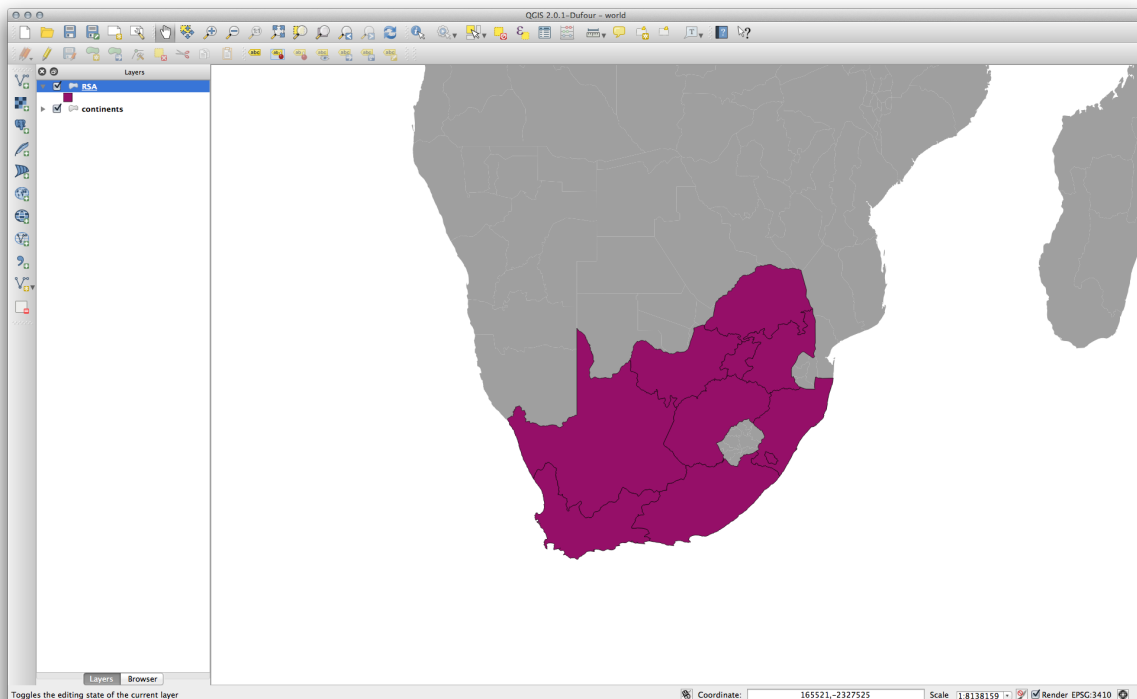 QGIS 2.0.1-Dufour - world
Layers
RSA
continents
Layers Browser
Toggles the editing state of the current layer
Coordinate: 165521,-2327525 Scale 1:8138159 Render EPSG:3410